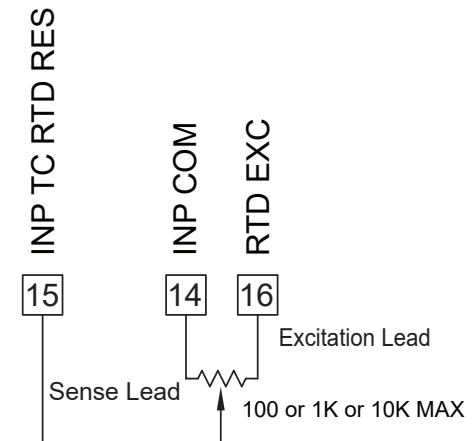 INP TC RTD RES
INP COM
RTD EXC
15
14
16
Excitation Lead
Sense Lead
100 or 1K or 10K MAX